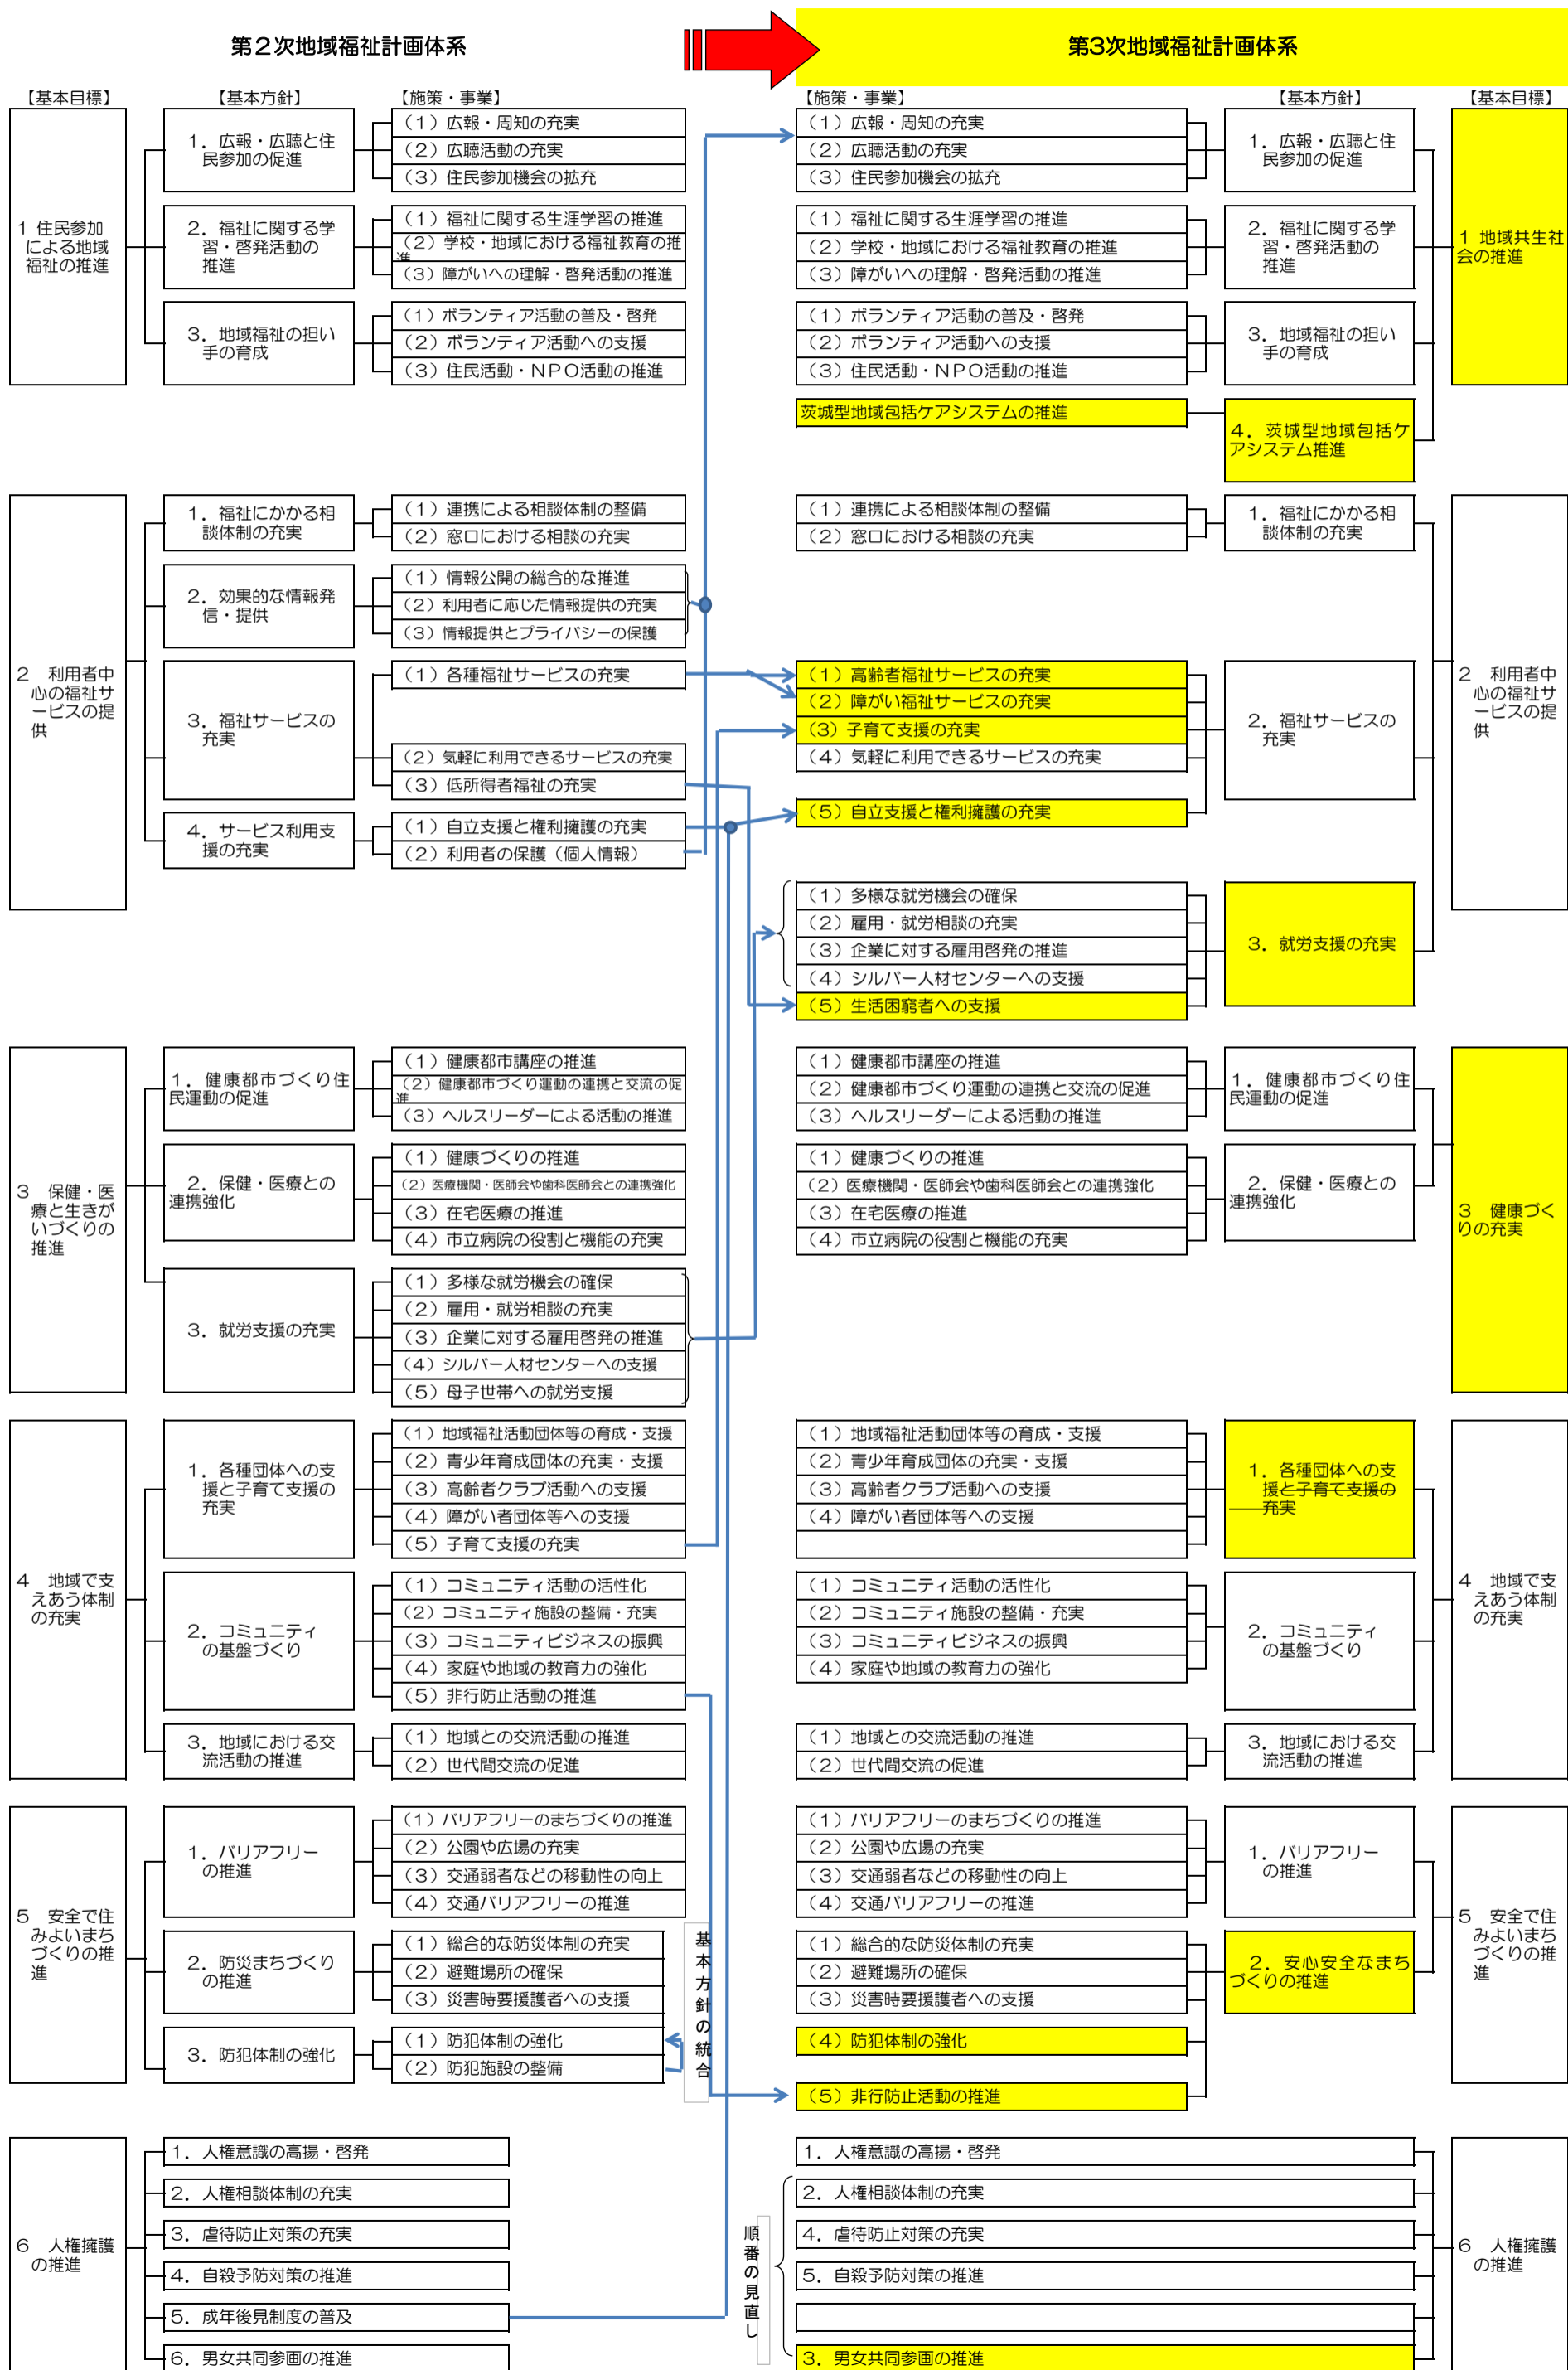 第２次地域福祉計画体系
第3次地域福祉計画体系
【基本目標】
【基本方針】
【施策・事業】
１ 住民参加
による地域
福祉の推進
１．広報・広聴と住
民参加の促進
（１）広報・周知の充実
（２）広聴活動の充実
（３）住民参加機会の拡充
２．福祉に関する学
習・啓発活動の
推進
（１）福祉に関する生涯学習の推進
（２）学校・地域における福祉教育の推
進
（３）障がいへの理解・啓発活動の推進
３．地域福祉の担い
手の育成
（１）ボランティア活動の普及・啓発
（２）ボランティア活動への支援
（３）住民活動・ＮＰＯ活動の推進
２　利用者中
心の福祉サ
ービスの提
供
１．福祉にかかる相
談体制の充実
（１）連携による相談体制の整備
（２）窓口における相談の充実
２．効果的な情報発
信・提供
（１）情報公開の総合的な推進
（２）利用者に応じた情報提供の充実
（３）情報提供とプライバシーの保護
３．福祉サービスの
充実
（１）各種福祉サービスの充実
（２）気軽に利用できるサービスの充実
（３）低所得者福祉の充実
４．サービス利用支
援の充実
（１）自立支援と権利擁護の充実
（２）利用者の保護（個人情報）
３　保健・医
療と生きが
いづくりの
推進
１．健康都市づくり住
民運動の促進
（１）健康都市講座の推進
（２）健康都市づくり運動の連携と交流の促
進
（３）ヘルスリーダーによる活動の推進
２．保健・医療との
連携強化
（１）健康づくりの推進
（２）医療機関・医師会や歯科医師会との連携強化
（３）在宅医療の推進
（４）市立病院の役割と機能の充実
３．就労支援の充実
（１）多様な就労機会の確保
（２）雇用・就労相談の充実
（３）企業に対する雇用啓発の推進
（４）シルバー人材センターへの支援
（５）母子世帯への就労支援
４　地域で支
えあう体制
の充実
１．各種団体への支
援と子育て支援の
充実
（１）地域福祉活動団体等の育成・支援
（２）青少年育成団体の充実・支援
（３）高齢者クラブ活動への支援
（４）障がい者団体等への支援
（５）子育て支援の充実
２．コミュニティ
の基盤づくり
（１）コミュニティ活動の活性化
（２）コミュニティ施設の整備・充実
（３）コミュニティビジネスの振興
（４）家庭や地域の教育力の強化
（５）非行防止活動の推進
３．地域における交
流活動の推進
（１）地域との交流活動の推進
（２）世代間交流の促進
５　安全で住
みよいまち
づくりの推
進
１．バリアフリー
の推進
（１）バリアフリーのまちづくりの推進
（２）公園や広場の充実
（３）交通弱者などの移動性の向上
（４）交通バリアフリーの推進
２．防災まちづくり
の推進
（１）総合的な防災体制の充実
（２）避難場所の確保
（３）災害時要援護者への支援
３．防犯体制の強化
（１）防犯体制の強化
（２）防犯施設の整備
基本方針の統合
６　人権擁護
の推進
１．人権意識の高揚・啓発
２．人権相談体制の充実
３．虐待防止対策の充実
４．自殺予防対策の推進
５．成年後見制度の普及
６．男女共同参画の推進
【施策・事業】
【基本方針】
【基本目標】
（１）広報・周知の充実
（２）広聴活動の充実
（３）住民参加機会の拡充
１．広報・広聴と住
民参加の促進
１ 地域共生社
会の推進
（１）福祉に関する生涯学習の推進
（２）学校・地域における福祉教育の推進
（３）障がいへの理解・啓発活動の推進
２．福祉に関する学
習・啓発活動の
推進
（１）ボランティア活動の普及・啓発
（２）ボランティア活動への支援
（３）住民活動・ＮＰＯ活動の推進
３．地域福祉の担い
手の育成
茨城型地域包括ケアシステムの推進
４．茨城型地域包括ケ
アシステム推進
（１）連携による相談体制の整備
（２）窓口における相談の充実
１．福祉にかかる相
談体制の充実
２　利用者中
心の福祉サ
ービスの提
供
（１）高齢者福祉サービスの充実
（２）障がい福祉サービスの充実
（３）子育て支援の充実
（４）気軽に利用できるサービスの充実
（５）自立支援と権利擁護の充実
２．福祉サービスの
充実
（１）多様な就労機会の確保
（２）雇用・就労相談の充実
（３）企業に対する雇用啓発の推進
（４）シルバー人材センターへの支援
（５）生活困窮者への支援
３．就労支援の充実
（１）健康都市講座の推進
（２）健康都市づくり運動の連携と交流の促進
（３）ヘルスリーダーによる活動の推進
１．健康都市づくり住
民運動の促進
３　健康づく
りの充実
（１）健康づくりの推進
（２）医療機関・医師会や歯科医師会との連携強化
（３）在宅医療の推進
（４）市立病院の役割と機能の充実
２．保健・医療との
連携強化
（１）地域福祉活動団体等の育成・支援
（２）青少年育成団体の充実・支援
（３）高齢者クラブ活動への支援
（４）障がい者団体等への支援
１．各種団体への支
援と子育て支援の
充実
４　地域で支
えあう体制
の充実
（１）コミュニティ活動の活性化
（２）コミュニティ施設の整備・充実
（３）コミュニティビジネスの振興
（４）家庭や地域の教育力の強化
２．コミュニティ
の基盤づくり
（１）地域との交流活動の推進
（２）世代間交流の促進
３．地域における交
流活動の推進
（１）バリアフリーのまちづくりの推進
（２）公園や広場の充実
（３）交通弱者などの移動性の向上
（４）交通バリアフリーの推進
１．バリアフリー
の推進
５　安全で住
みよいまち
づくりの推
進
（１）総合的な防災体制の充実
（２）避難場所の確保
（３）災害時要援護者への支援
（４）防犯体制の強化
（５）非行防止活動の推進
２．安心安全なまち
づくりの推進
順番の見直し
１．人権意識の高揚・啓発
２．人権相談体制の充実
４．虐待防止対策の充実
５．自殺予防対策の推進
３．男女共同参画の推進
６　人権擁護
の推進